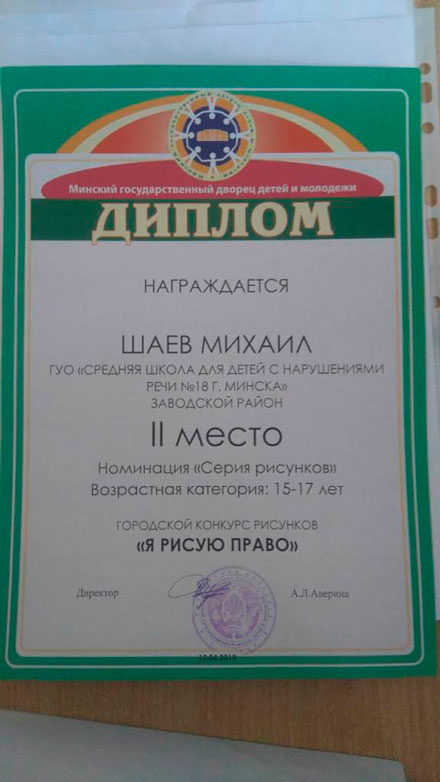 Минский государственный дворец детей и молодежи
ДИПЛОМ
НАГРАЖДАЕТСЯ
ШАЕВ МИХАИЛ
ГУО «СРЕДНЯЯ ШКОЛА ДЛЯ ДЕТЕЙ С НАРУШЕНИЯМИ
РЕЧИ №18 Г. МИНСКА»
ЗАВОДСКОЙ РАЙОН
II место
Номинация «Серия рисунков»
Возрастная категория: 15-17 лет
ГОРОДСКОЙ КОНКУРС РИСУНКОВ
«Я РИСУЮ ПРАВО»
Директор
А.Л.Аверина